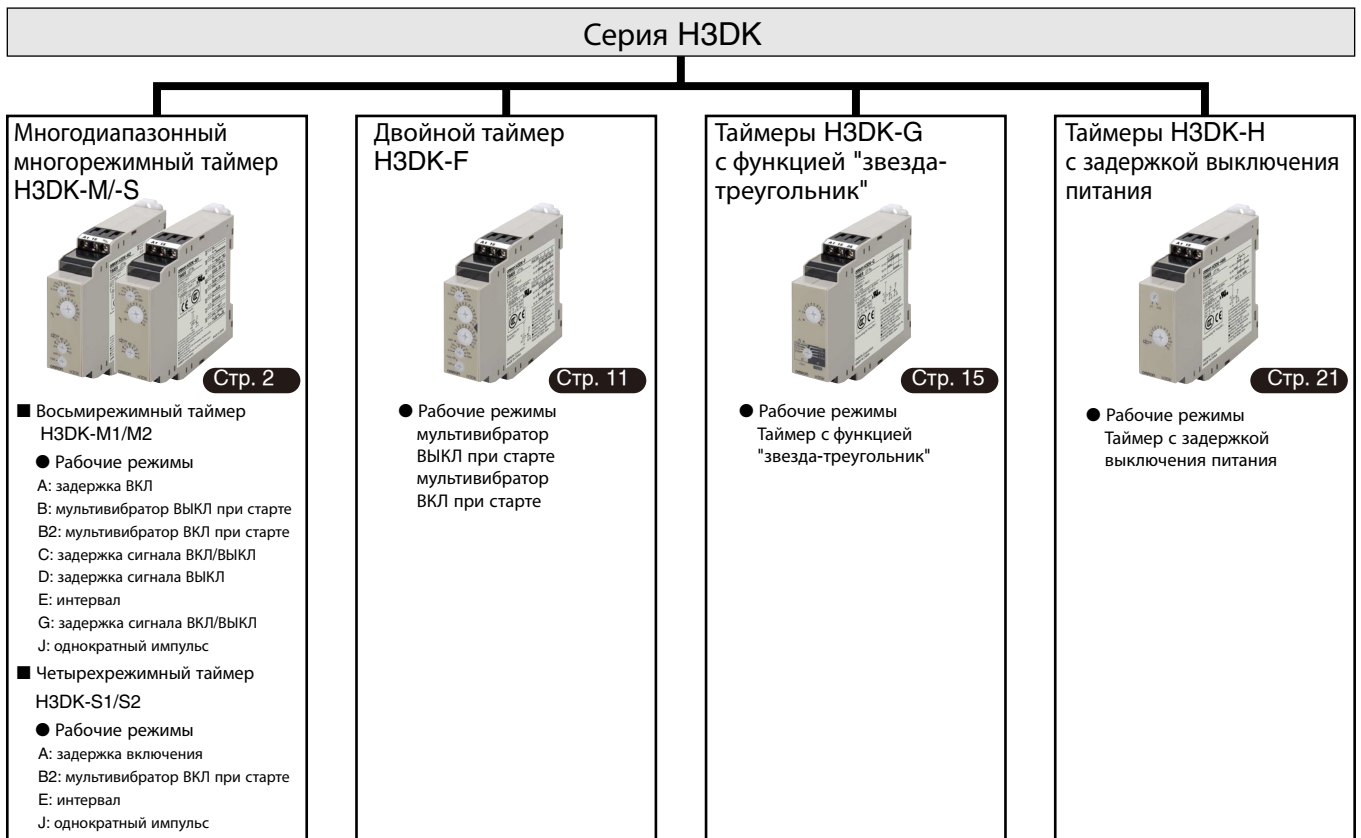 Серия H3DK
Многодиапазонный
многорежимный таймер
H3DK-M/-S
Стр. 2
■ Восьмирежимный таймер
H3DK-M1/M2
● Рабочие режимы
A: задержка ВКЛ
B: мультивибратор ВЫКЛ при старте
B2: мультивибратор ВКЛ при старте
C: задержка сигнала ВКЛ/ВЫКЛ
D: задержка сигнала ВЫКЛ
E: интервал
G: задержка сигнала ВКЛ/ВЫКЛ
J: однократный импульс
■ Четырехрежимный таймер
H3DK-S1/S2
● Рабочие режимы
A: задержка включения
B2: мультивибратор ВКЛ при старте
E: интервал
J: однократный импульс
Двойной таймер
H3DK-F
Стр. 11
● Рабочие режимы
мультивибратор
ВЫКЛ при старте
мультивибратор
ВКЛ при старте
Таймеры H3DK-G
с функцией "звезда-
треугольник"
Стр. 15
● Рабочие режимы
Таймер с функцией
"звезда-треугольник"
Таймеры H3DK-H
с задержкой выключения
питания
Стр. 21
● Рабочие режимы
Таймер с задержкой
выключения питания